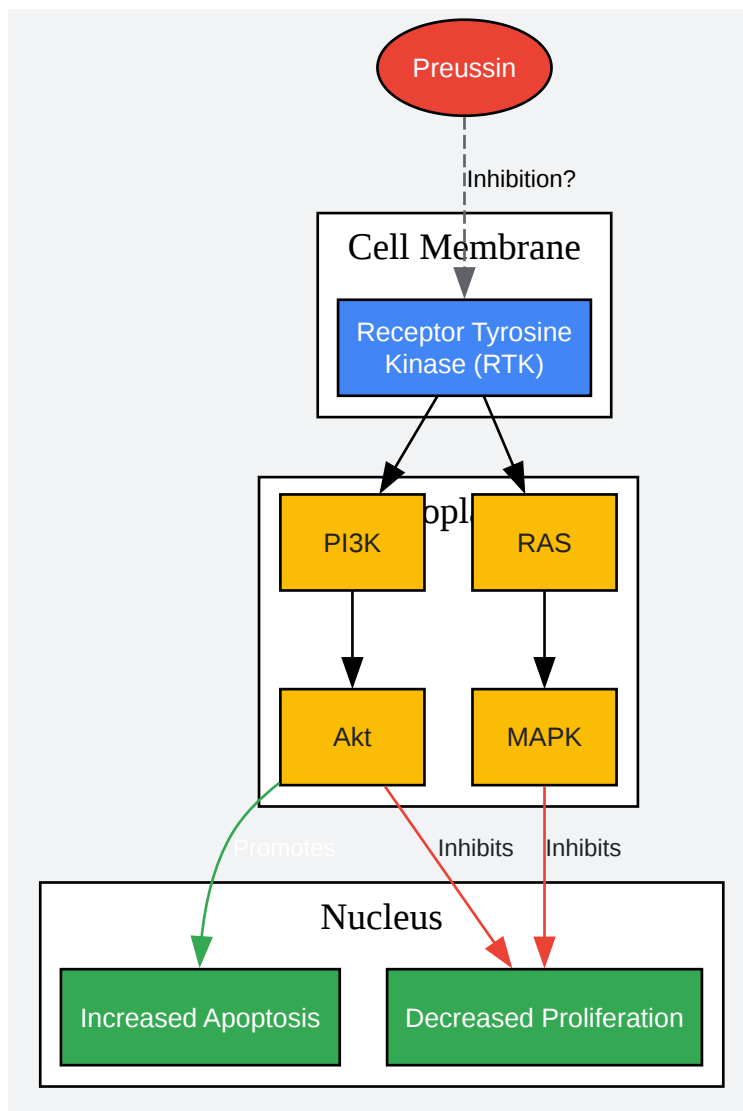 Preussin
Inhibition?
Cell Membrane
Receptor Tyrosine
Kinase (RTK)
PI3K
RAS
Akt
MAPK
Promotes
Inhibits
Inhibits
Nucleus
Increased Apoptosis
Decreased Proliferation